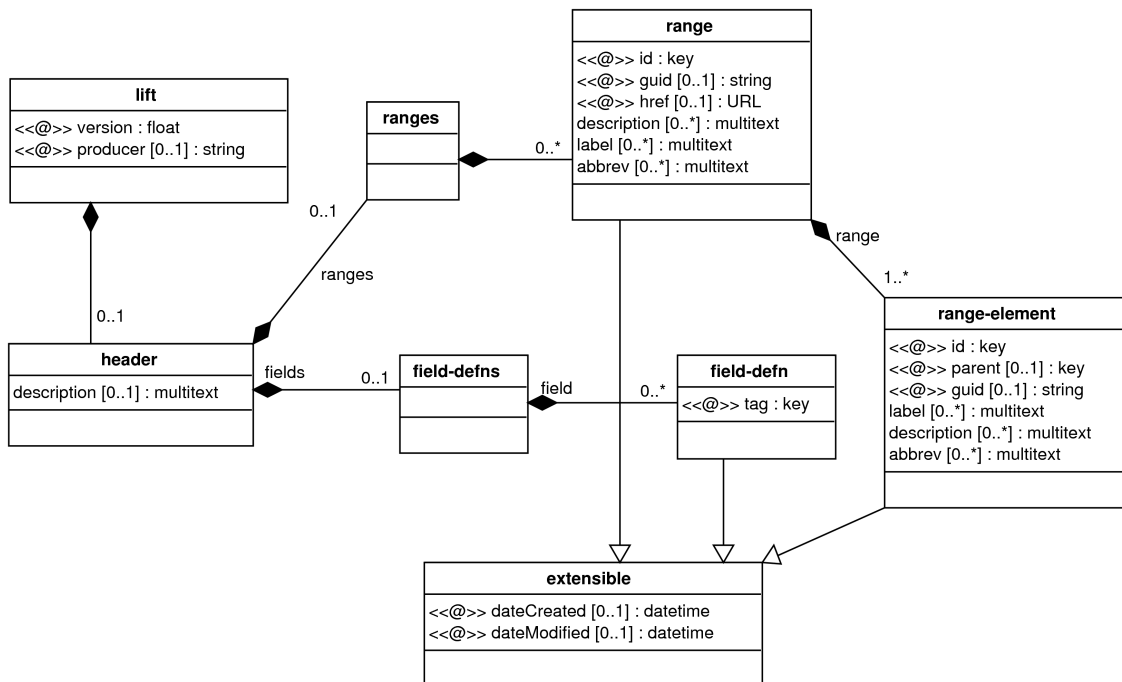 range
<<@>> id : key
<<@>> guid [0..1] : string
<<@>> href [0..1] : URL
description [0..*] : multitext
label [0..*] : multitext
abbrev [0..*] : multitext
lift
<<@>> version : float
<<@>> producer [0..1] : string
ranges
0..*
0..1
ranges
range
1..*
0..1
header
description [0..1] : multitext
fields
0..1
field-defns
field
0..*
field-defn
<<@>> tag : key
range-element
<<@>> id : key
<<@>> parent [0..1] : key
<<@>> guid [0..1] : string
label [0..*] : multitext
description [0..*] : multitext
abbrev [0..*] : multitext
extensible
<<@>> dateCreated [0..1] : datetime
<<@>> dateModified [0..1] : datetime